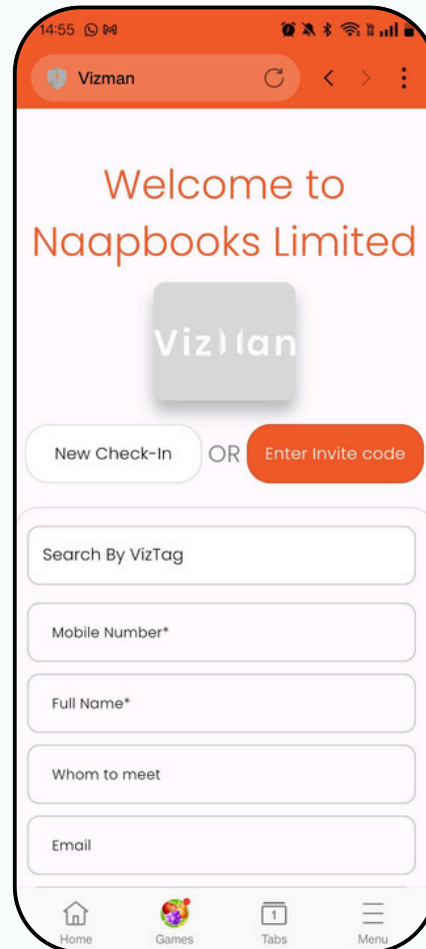 14:55
Vizman
Welcome to
Naapbooks Limited
New Check-In OR Enter Invite code
Search By VizTag
Mobile Number*
Full Name*
Whom to meet
Email
Home Games 1 Tabs Menu